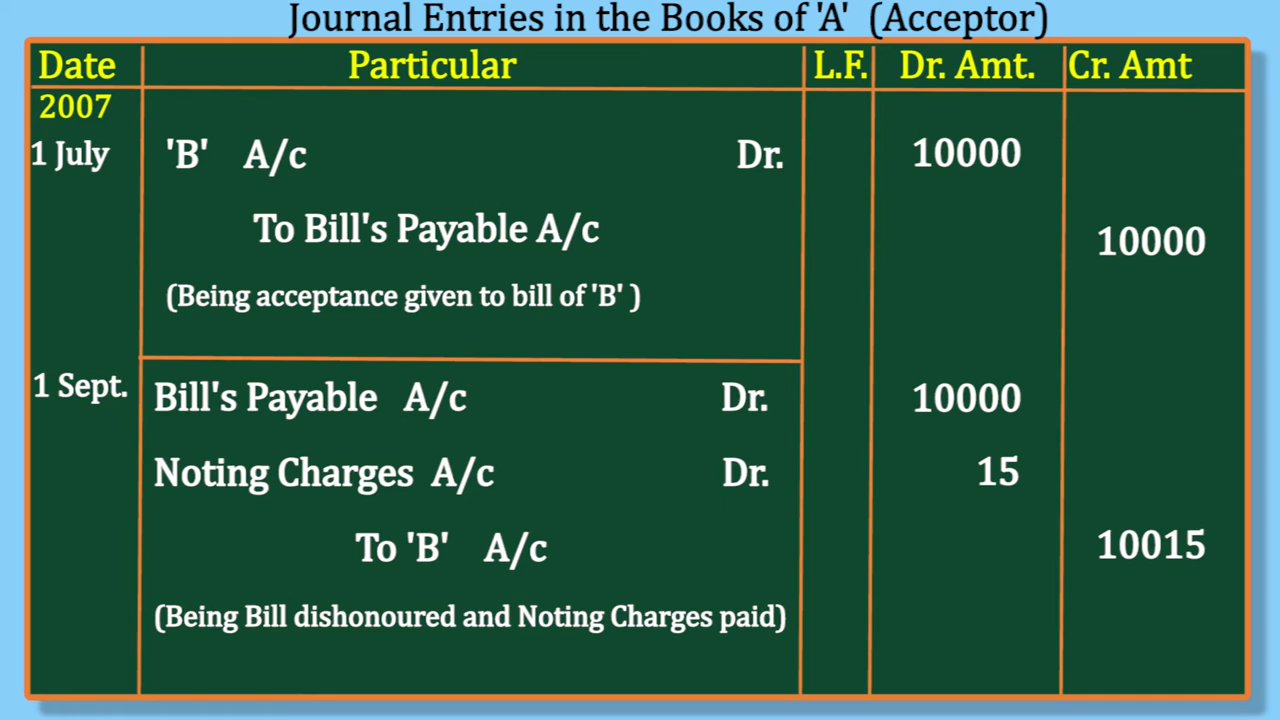 Journal Entries in the Books of 'A' (Acceptor)
Date Particular L.F. Dr. Amt. Cr. Amt
2007
1 July 'B' A/c Dr. 10000
To Bill's Payable A/c 10000
(Being acceptance given to bill of 'B' )
1 Sept. Bill's Payable A/c Dr. 10000
Noting Charges A/c Dr. 15
To 'B' A/c 10015
(Being Bill dishonoured and Noting Charges paid)